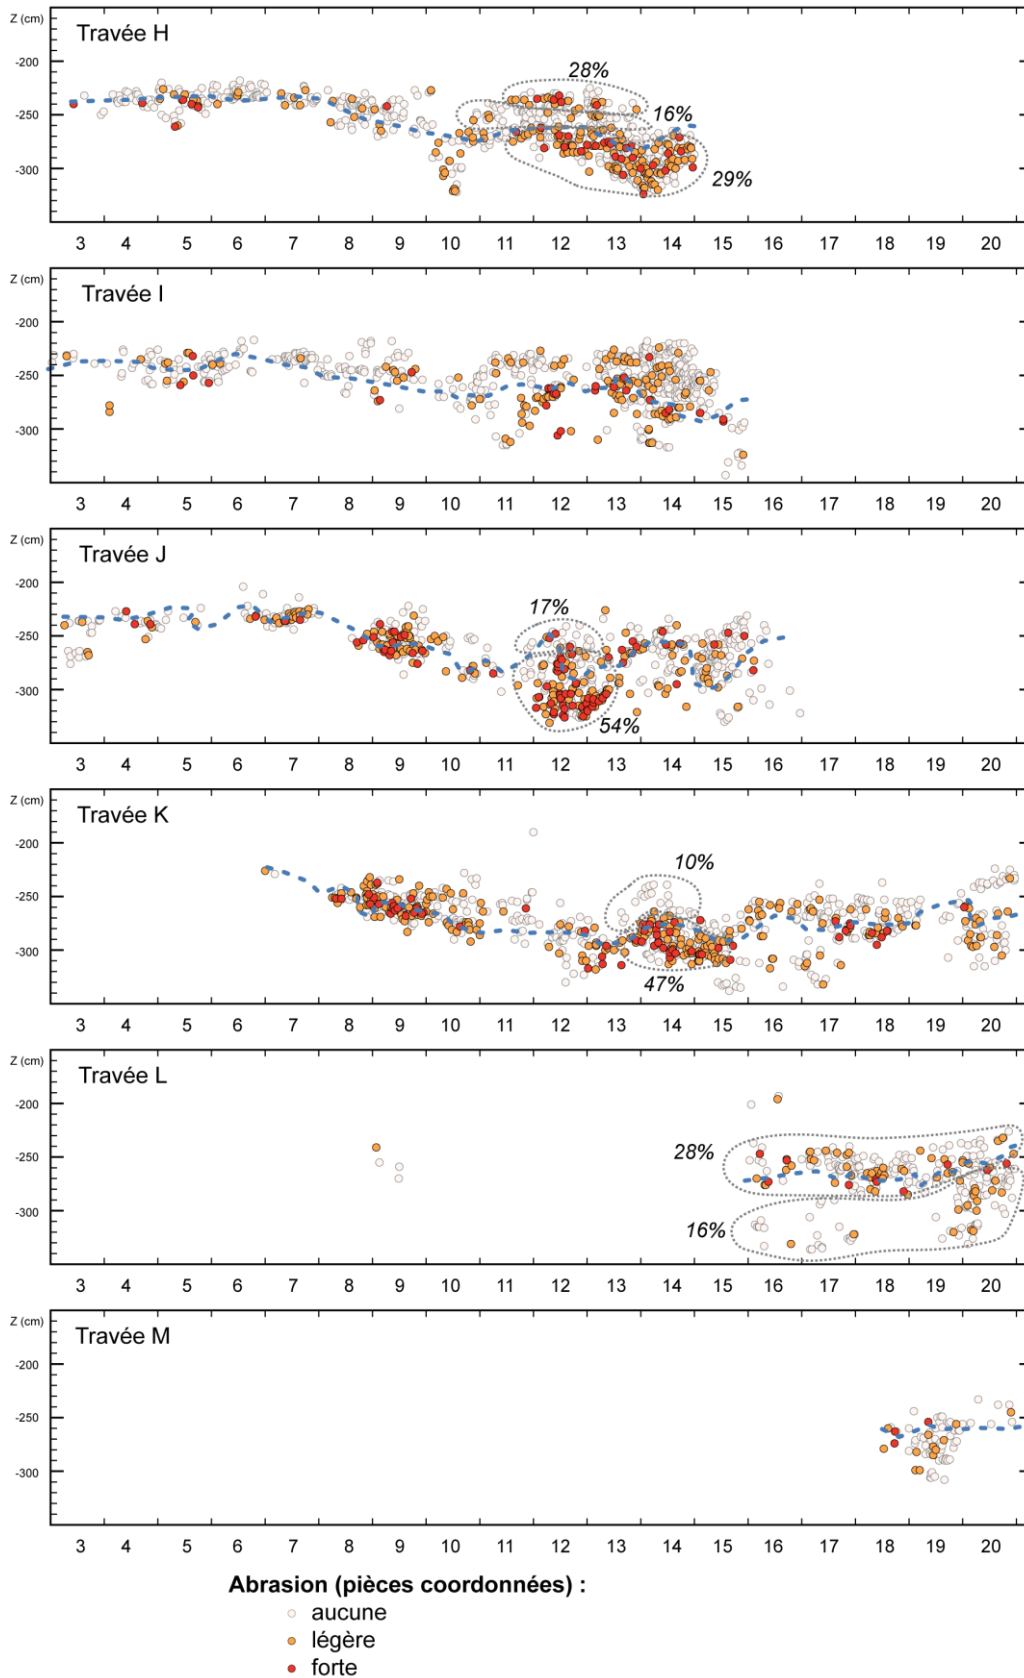 Z (cm)
Travée H
-200
28%
-250
16%
-300
29%
3 4 5 6 7 8 9 10 11 12 13 14 15 16 17 18 19 20
Z (cm)
Travée I
-200
-250
-300
3 4 5 6 7 8 9 10 11 12 13 14 15 16 17 18 19 20
Z (cm)
Travée J
-200
17%
-250
-300
54%
3 4 5 6 7 8 9 10 11 12 13 14 15 16 17 18 19 20
Z (cm)
Travée K
-200
10%
-250
-300
47%
3 4 5 6 7 8 9 10 11 12 13 14 15 16 17 18 19 20
Z (cm)
Travée L
-200
28%
-250
-300
16%
3 4 5 6 7 8 9 10 11 12 13 14 15 16 17 18 19 20
Z (cm)
Travée M
-200
-250
-300
3 4 5 6 7 8 9 10 11 12 13 14 15 16 17 18 19 20
Abrasion (pièces coordonnées) :
aucune
légère
forte